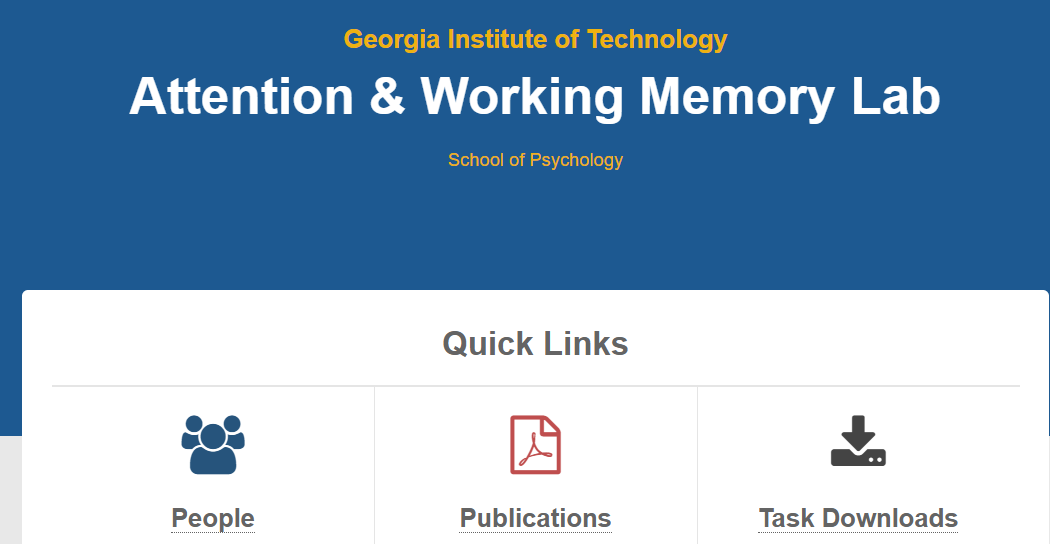 Georgia Institute of Technology
Attention & Working Memory Lab
School of Psychology
Quick Links
People
Publications
Task Downloads